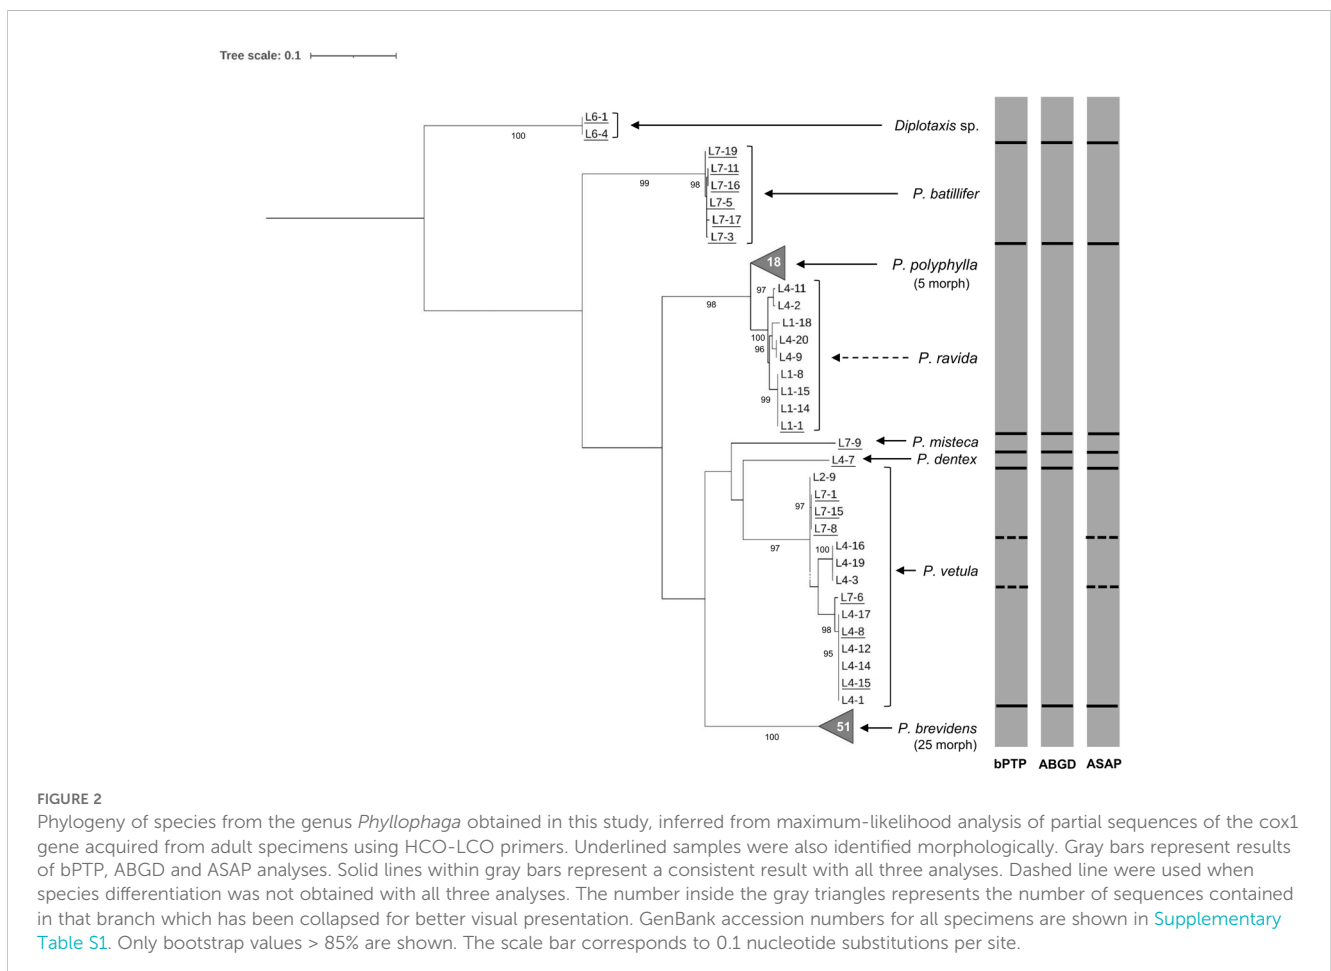 Tree scale: 0.1
L6-1
L6-4
100
Diplotaxis sp.
L7-19
L7-11
L7-16
L7-5
L7-17
L7-3
99
98
P. batillifer
18
P. polyphylla
(5 morph)
98
97
L4-11
L4-2
L1-18
100
L4-20
96
L4-9
P. ravida
L1-8
L1-15
99
L1-14
L1-1
L7-9
P. misteca
L4-7
P. dentex
L2-9
L7-1
97
L7-15
L7-8
97
100
L4-16
L4-19
L4-3
P. vetula
L7-6
L4-17
98
L4-8
95
L4-12
L4-14
L4-15
L4-1
51
P. brevidens
(25 morph)
100
bPTP ABGD ASAP
FIGURE 2
Phylogeny of species from the genus Phyllophaga obtained in this study, inferred from maximum-likelihood analysis of partial sequences of the cox1
gene acquired from adult specimens using HCO-LCO primers. Underlined samples were also identified morphologically. Gray bars represent results
of bPTP, ABGD and ASAP analyses. Solid lines within gray bars represent a consistent result with all three analyses. Dashed line were used when
species differentiation was not obtained with all three analyses. The number inside the gray triangles represents the number of sequences contained
in that branch which has been collapsed for better visual presentation. GenBank accession numbers for all specimens are shown in Supplementary
Table S1. Only bootstrap values > 85% are shown. The scale bar corresponds to 0.1 nucleotide substitutions per site.